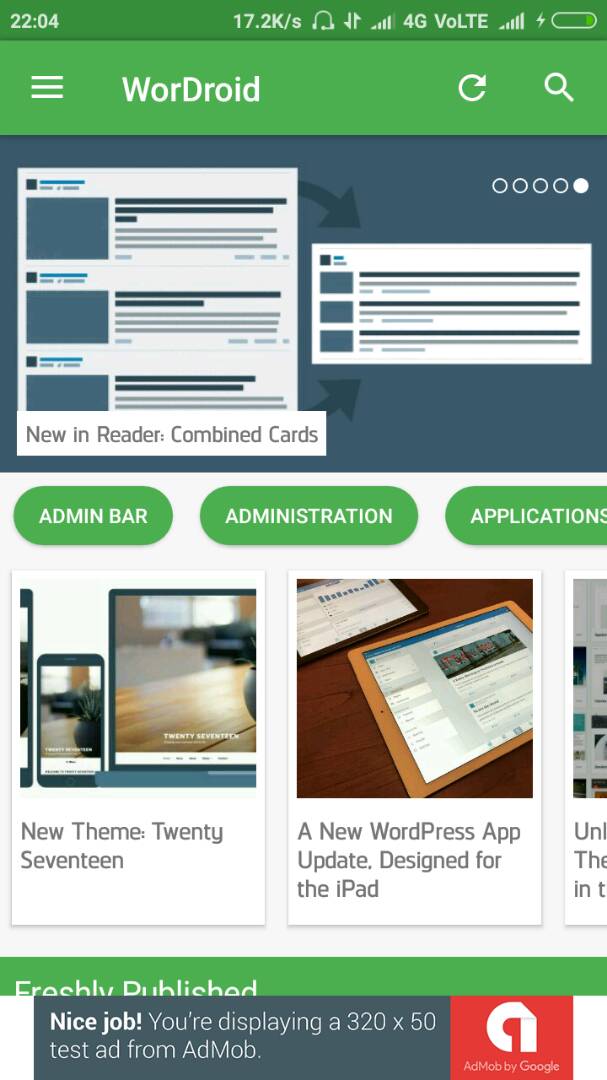 22:04 17.2K/s 4G VoLTE
WorDroid
New in Reader: Combined Cards
ADMIN BAR ADMINISTRATION APPLICATIONS
TWENTY SEVENTEEN
TWENTY SEVENTEEN
New Theme: Twenty
Seventeen
A New WordPress App
Update, Designed for
the iPad
Unl
The
in t
Freshly Published
Nice job! You're displaying a 320 x 50
test ad from AdMob.
AdMob by Google